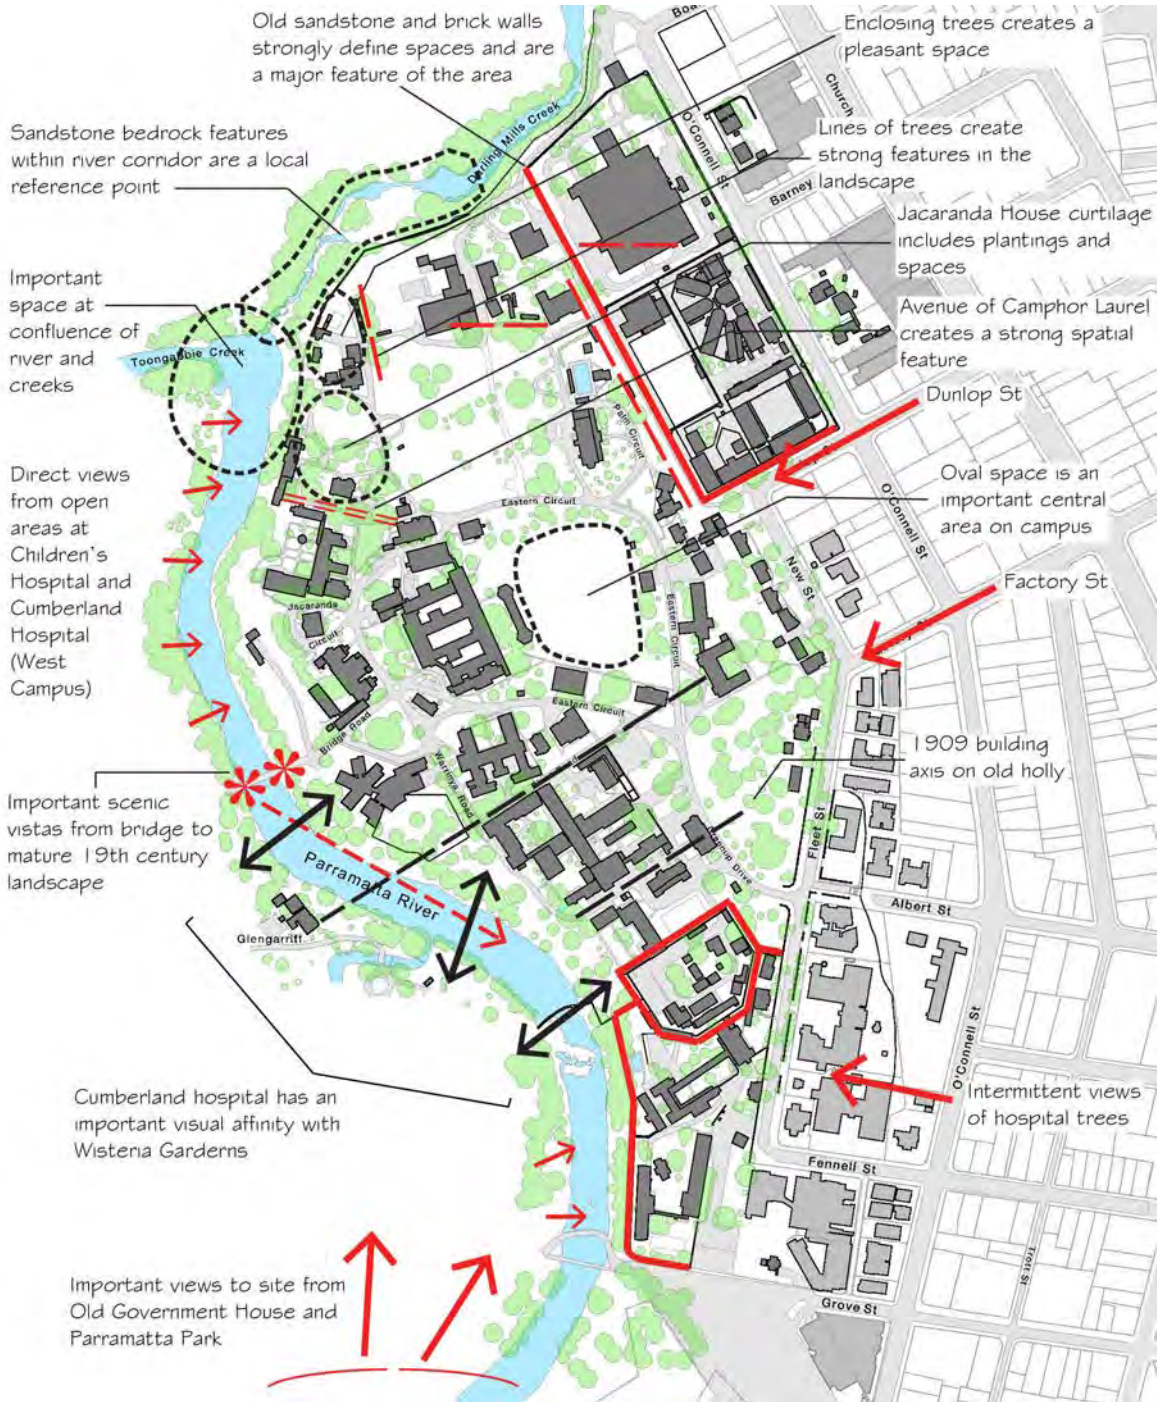 Old sandstone and brick walls
strongly define spaces and are
a major feature of the area
Enclosing trees creates a
pleasant space
Sandstone bedrock features
within river corridor are a local
reference point
Lines of trees create
strong features in the
landscape
Jacaranda House curtilage
includes plantings and
spaces
Important
space at
confluence of
river and
creeks
Avenue of Camphor Laurel
creates a strong spatial
feature
Dunlop St
Direct views
from open
areas at
Children's
Hospital and
Cumberland
Hospital
(West
Campus)
Oval space is an
important central
area on campus
Factory St
1909 building
axis on old holly
Important scenic
vistas from bridge to
mature 19th century
landscape
Cumberland hospital has an
important visual affinity with
Wisteria Garderns
Intermittent views
of hospital trees
Important views to site from
Old Government House and
Parramatta Park
Darling Mills Creek
Toongabbie Creek
Parramatta River
Glengarriff
O'Connell St
Church
Barney
Palm Circuit
Eastern Circuit
Eastern Circuit
Eastern Circuit
Jacaranda
Circuit
Bridge Road
New St
O'Connell St
Fleet St
Drive
Albert St
O'Connell St
Fennell St
Trott St
Grove St